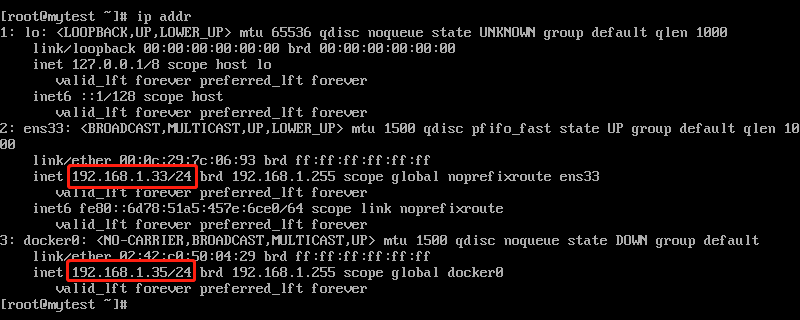 [root@mytest ~]# ip addr
1: lo: <LOOPBACK,UP,LOWER_UP> mtu 65536 qdisc noqueue state UNKNOWN group default qlen 1000
link/loopback 00:00:00:00:00:00 brd 00:00:00:00:00:00
inet 127.0.0.1/8 scope host lo
valid_lft forever preferred_lft forever
inet6 ::1/128 scope host
valid_lft forever preferred_lft forever
2: ens33: <BROADCAST,MULTICAST,UP,LOWER_UP> mtu 1500 qdisc pfifo_fast state UP group default qlen 10
00
link/ether 00:0c:29:7c:06:93 brd ff:ff:ff:ff:ff:ff
inet 192.168.1.33/24 brd 192.168.1.255 scope global noprefixroute ens33
valid_lft forever preferred_lft forever
inet6 fe80::6d78:51a5:457e:6ce0/64 scope link noprefixroute
valid_lft forever preferred_lft forever
3: docker0: <NO-CARRIER,BROADCAST,MULTICAST,UP> mtu 1500 qdisc noqueue state DOWN group default
link/ether 02:42:c0:50:04:29 brd ff:ff:ff:ff:ff:ff
inet 192.168.1.35/24 brd 192.168.1.255 scope global docker0
valid_lft forever preferred_lft forever
[root@mytest ~]#